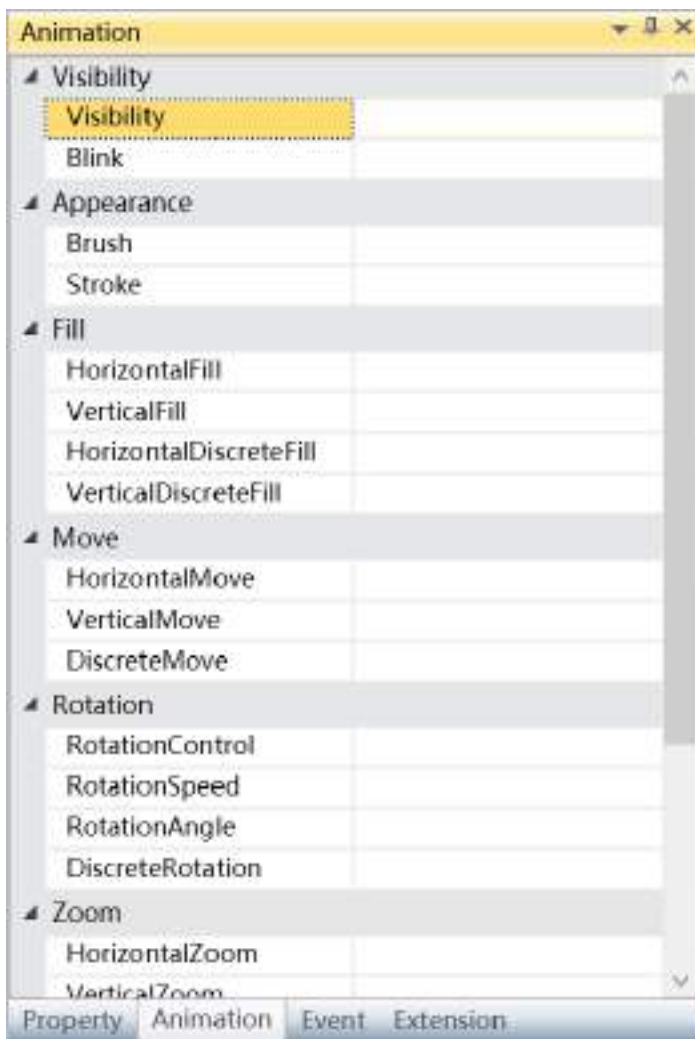 Animation
Visibility
Visibility
Blink
Appearance
Brush
Stroke
Fill
HorizontalFill
VerticalFill
HorizontalDiscreteFill
VerticalDiscreteFill
Move
HorizontalMove
VerticalMove
DiscreteMove
Rotation
RotationControl
RotationSpeed
RotationAngle
DiscreteRotation
Zoom
HorizontalZoom
VerticalZoom
Property Animation Event Extension